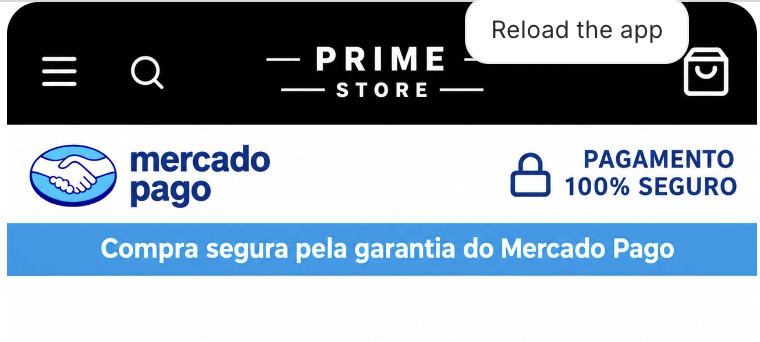 Reload the app
PRIME
STORE
mercado
pago
PAGAMENTO
100% SEGURO
Compra segura pela garantia do Mercado Pago